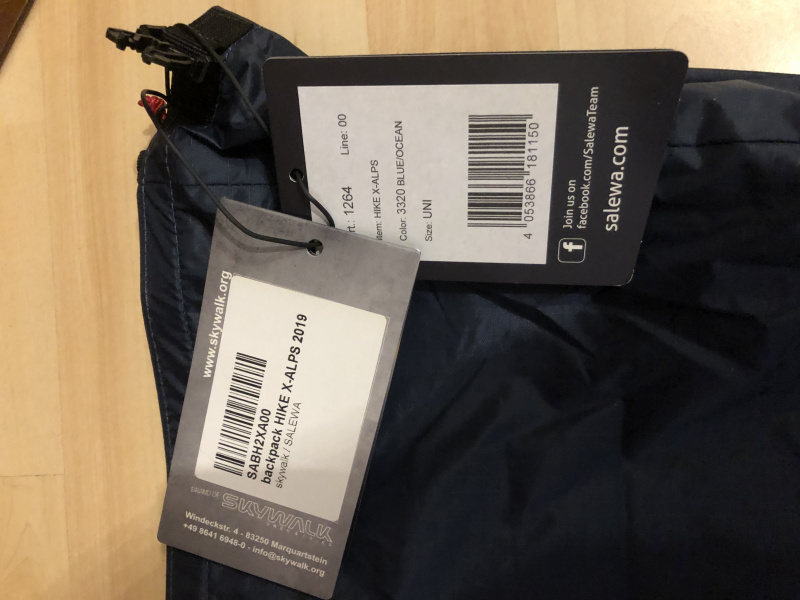 rt.: 1264 Line: 00
tem: HIKE X-ALPS
Color: 3320 BLUE/OCEAN
Size: UNI
4 053866 181150
Join us on
facebook.com/SalewaTeam
salewa.com
www.skywalk.org
SABH2XA00
backpack HIKE X-ALPS 2019
skywalk / SALEWA
SKYWALK
Windeckstr. 4 - 83250 Marquartstein
+49 8641 6948-0 - info@skywalk.org